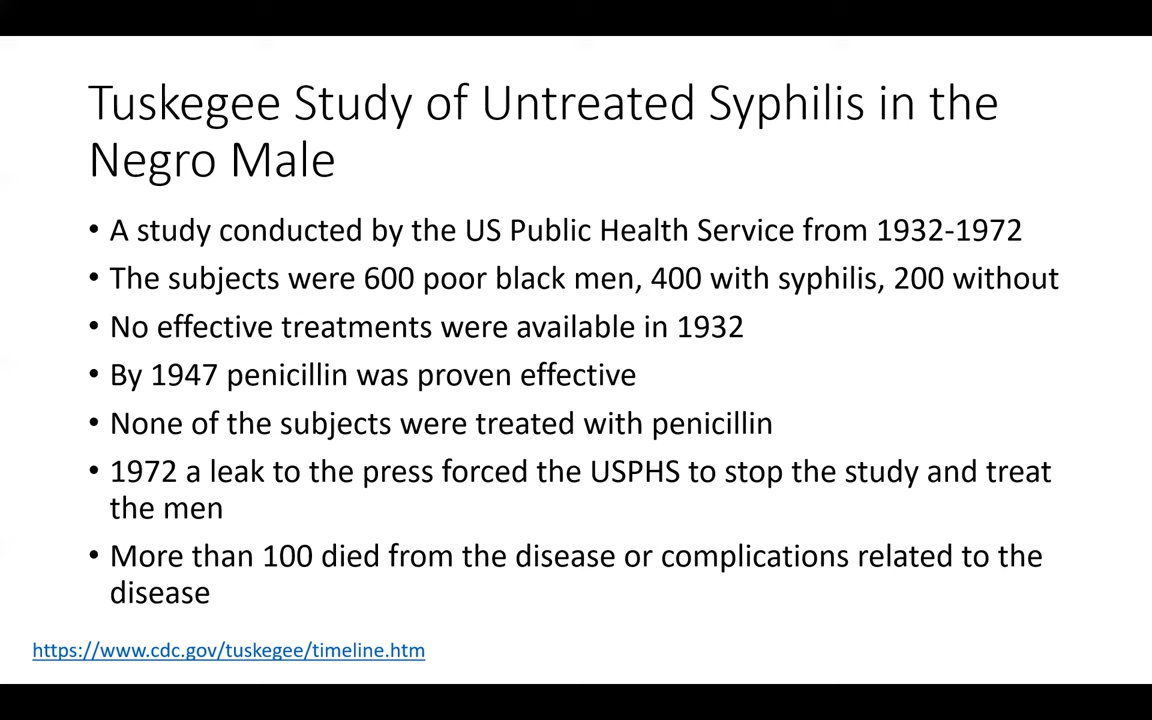 Tuskegee Study of Untreated Syphilis in the
Negro Male
• A study conducted by the US Public Health Service from 1932-1972
• The subjects were 600 poor black men, 400 with syphilis, 200 without
• No effective treatments were available in 1932
• By 1947 penicillin was proven effective
• None of the subjects were treated with penicillin
• 1972 a leak to the press forced the USPHS to stop the study and treat
the men
• More than 100 died from the disease or complications related to the
disease
https://www.cdc.gov/tuskegee/timeline.htm